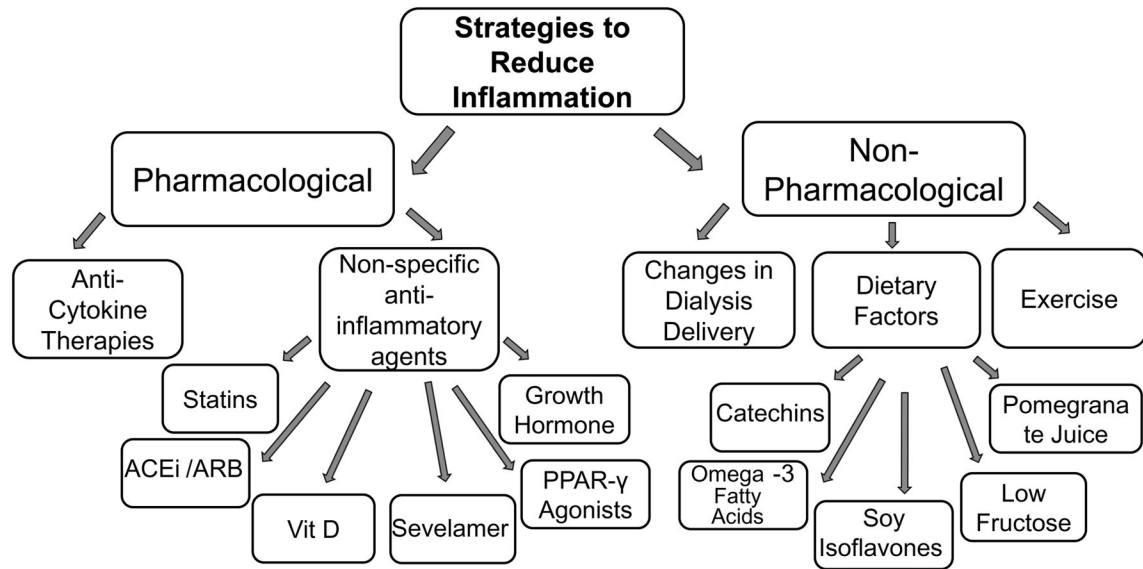 Strategies to
Reduce
Inflammation
Pharmacological
Non-
Pharmacological
Anti-
Cytokine
Therapies
Non-specific
anti-
inflammatory
agents
Changes in
Dialysis
Delivery
Dietary
Factors
Exercise
Statins
ACEi /ARB
Vit D
Sevelamer
PPAR-γ
Agonists
Growth
Hormone
Catechins
Omega -3
Fatty
Acids
Soy
Isoflavones
Low
Fructose
Pomegrana
te Juice